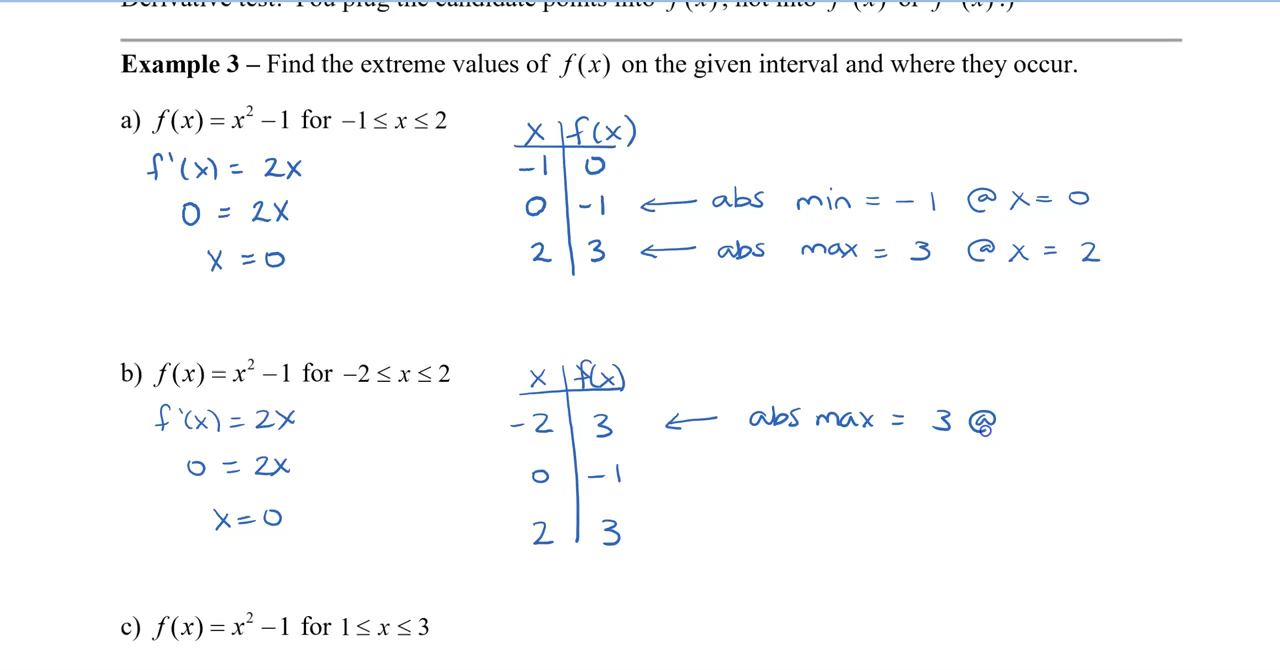 Example 3 – Find the extreme values of f(x) on the given interval and where they occur.
a) f(x) = x² − 1 for −1 ≤ x ≤ 2
f'(x) = 2x
0 = 2x
x = 0
x | f(x)
-1 | 0
0 | -1 ← abs min = -1 @ x = 0
2 | 3 ← abs max = 3 @ x = 2
b) f(x) = x² − 1 for −2 ≤ x ≤ 2
f'(x) = 2x
0 = 2x
x = 0
x | f(x)
-2 | 3 ← abs max = 3 @
0 | -1
2 | 3
c) f(x) = x² − 1 for 1 ≤ x ≤ 3